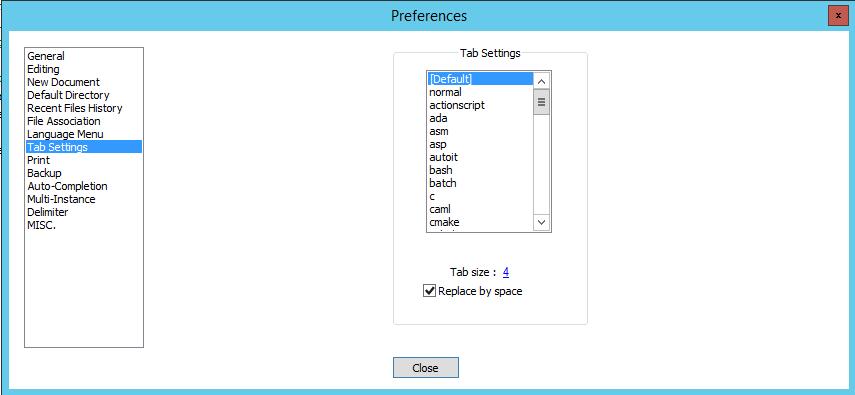 Preferences
x
General
Editing
New Document
Default Directory
Recent Files History
File Association
Language Menu
Tab Settings
Print
Backup
Auto-Completion
Multi-Instance
Delimiter
MISC.
Tab Settings
[Default]
normal
actionscript
ada
asm
asp
autoit
bash
batch
c
caml
cmake
Tab size : 4
Replace by space
Close